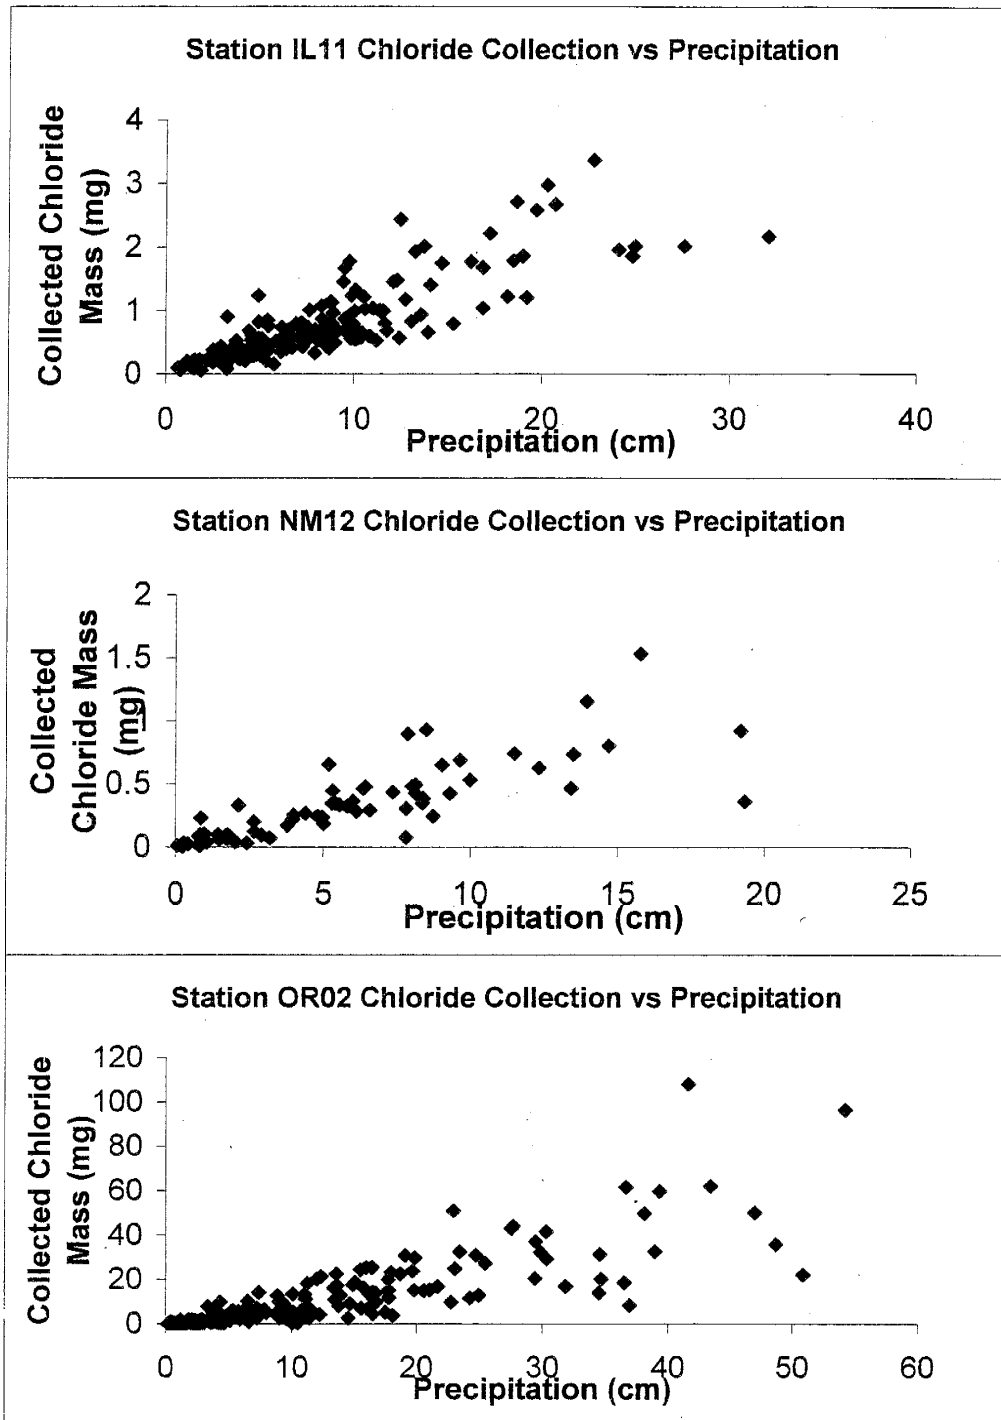 Station IL11 Chloride Collection vs Precipitation
Collected Chloride
Mass (mg)
4
3
2
1
0
0 10 20 30 40
Precipitation (cm)
Station NM12 Chloride Collection vs Precipitation
Collected
Chloride Mass
(mg)
2
1.5
1
0.5
0
0 5 10 15 20 25
Precipitation (cm)
Station OR02 Chloride Collection vs Precipitation
Collected Chloride
Mass (mg)
120
100
80
60
40
20
0
0 10 20 30 40 50 60
Precipitation (cm)